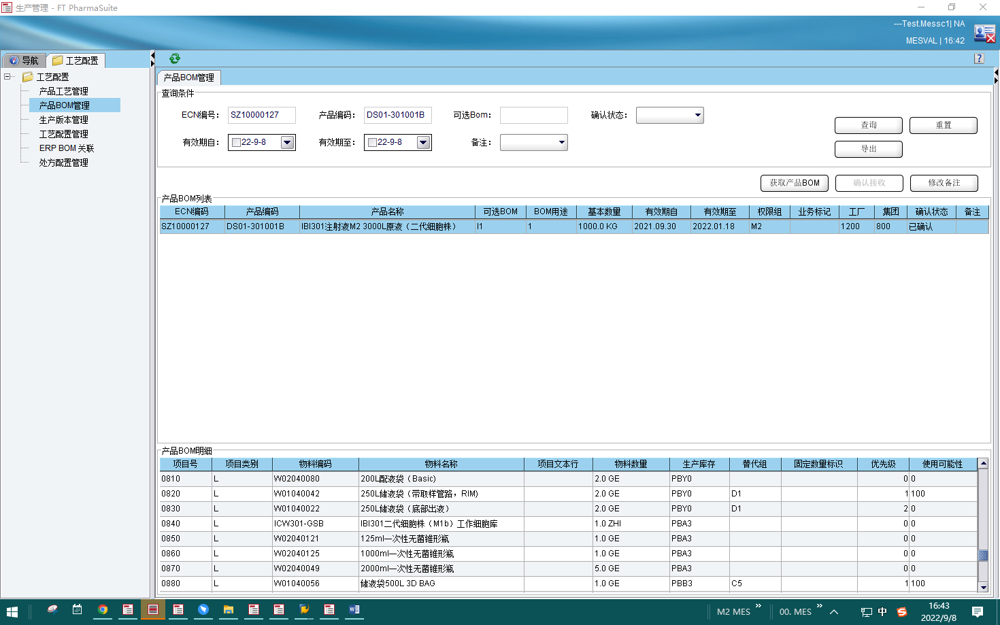 生产管理 - FT PharmaSuite
---Test.Messc1| NA
MESVAL | 16:42
导航 工艺配置
工艺配置
产品工艺管理
产品BOM管理
生产版本管理
工艺配置管理
ERP BOM 关联
处方配置管理
产品BOM管理
查询条件
ECN编号： SZ10000127 产品编码： DS01-301001B 可选Bom： 确认状态：
有效期自： 22-9-8 有效期至： 22-9-8 备注：
查询 重置
导出
获取产品BOM 确认接收 修改备注
产品BOM列表
ECN编码 产品编码 产品名称 可选BOM BOM用途 基本数量 有效期自 有效期至 权限组 业务标记 工厂 集团 确认状态 备注
SZ10000127 DS01-301001B IBI301注射液M2 3000L原液（二代细胞株） I1 1 1000.0 KG 2021.09.30 2022.01.18 M2 1200 800 已确认
产品BOM明细
项目号 项目类别 物料编码 物料名称 项目文本行 物料数量 生产库存 替代组 固定数量标识 优先级 使用可能性
0810 L W02040080 200L配液袋（Basic) 2.0 GE PBY0 0 0
0820 L W01040042 250L储液袋（带取样管路，RIM) 2.0 GE PBY0 D1 1 100
0830 L W01040022 250L储液袋（底部出液） 2.0 GE PBY0 D1 2 0
0840 L ICW301-GSB IBI301二代细胞株（M1b）工作细胞库 1.0 ZHI PBA3 0 0
0850 L W02040121 125ml一次性无菌锥形瓶 1.0 GE PBA3 0 0
0860 L W02040125 1000ml一次性无菌锥形瓶 1.0 GE PBA3 0 0
0870 L W02040049 2000ml一次性无菌锥形瓶 5.0 GE PBA3 0 0
0880 L W01040056 储液袋500L 3D BAG 1.0 GE PBB3 C5 1 100
M2 MES 00. MES 中 16:43
2022/9/8